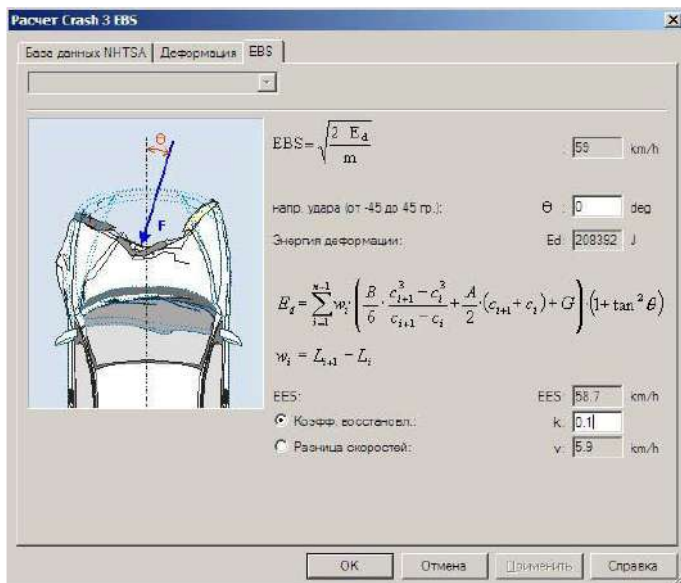 Расчет Crash 3 EBS
База данных NHTSA Деформация EBS
Θ
F
EBS= √(2 E_d / m) : 59 km/h
напр. удара (от -45 до 45 гр.): Θ : 0 deg
Энергия деформации: Ed: 208392 J
E_d = ∑_{i=1}^{n-1} w_i · ( B/6 · (c_{i+1}^3 − c_i^3)/(c_{i+1} − c_i) + A/2 · (c_{i+1} + c_i) + G ) · (1 + tan^2 θ)
w_i = L_{i+1} − L_i
EES: EES: 58.7 km/h
Коэфф. восстановл.: k: 0.1
Разница скоростей: v: 5.9 km/h
OK Отмена Применить Справка